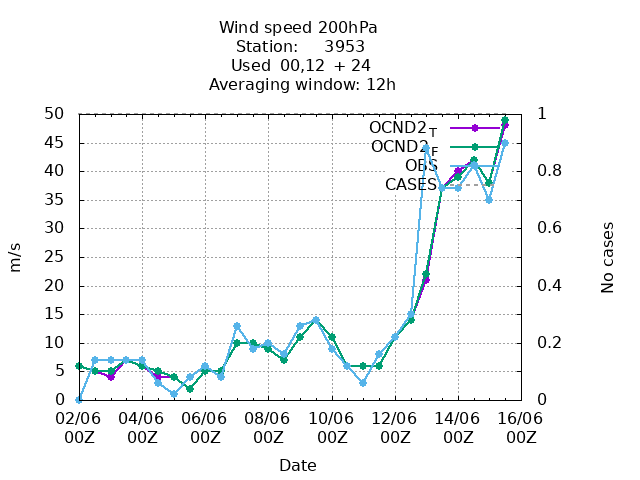 Wind speed 200hPa
Station: 3953
Used 00,12 + 24
Averaging window: 12h
50
45
40
35
30
25
20
15
10
5
0
m/s
1
0.8
0.6
0.4
0.2
0
No cases
OCND2T
OCND2F
OBS
CASES
02/06 04/06 06/06 08/06 10/06 12/06 14/06 16/06
00Z 00Z 00Z 00Z 00Z 00Z 00Z 00Z
Date